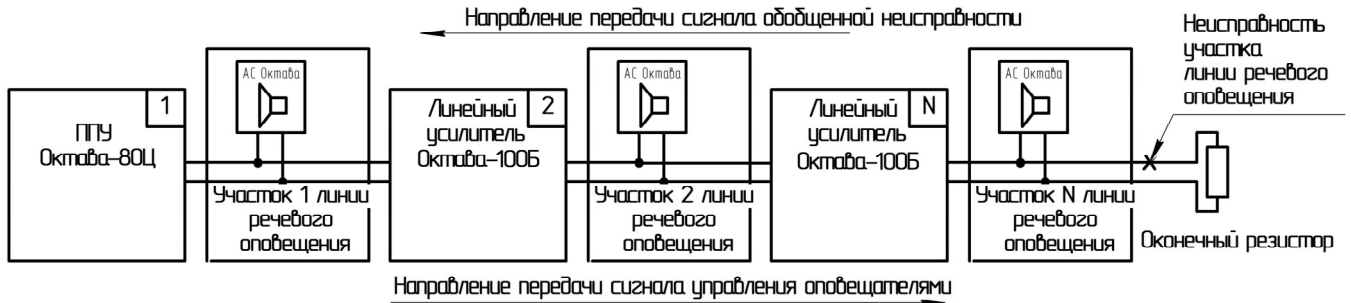 Направление передачи сигнала обобщенной неисправности
Неисправность
участка
линии речевого
оповещения
1
ППУ
Октава-80Ц
АС Октава
Участок 1 линии
речевого
оповещения
2
Линейный
усилитель
Октава-100Б
АС Октава
Участок 2 линии
речевого
оповещения
N
Линейный
усилитель
Октава-100Б
АС Октава
Участок N линии
речевого
оповещения
Оконечный резистор
Направление передачи сигнала управления оповещателями